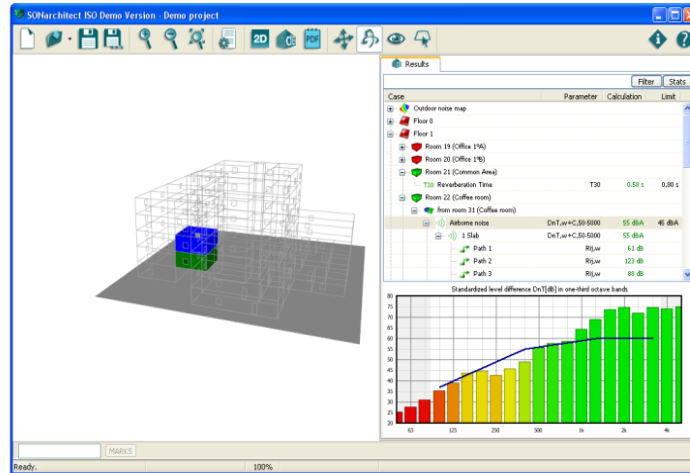 SONarchitect ISO Demo Version - Demo project
2D PDF
Results
Filter Stats
Case Parameter Calculation Limit
Outdoor noise map
Floor 0
Floor 1
Room 19 (Office 1ºA)
Room 20 (Office 1ºB)
Room 21 (Common Area)
T30 Reverberation Time T30 0.58 s 0,80 s
Room 22 (Coffee room)
from room 31 (Coffee room)
Airborne noise DnT,w+C,50-5000 55 dBA 45 dBA
1 Slab DnT,w+C,50-5000 55 dBA
Path 1 Rij,w 61 dB
Path 2 Rij,w 123 dB
Path 3 Rij,w 88 dB
Standardized level difference DnT[dB] in one-third octave bands
80
75
70
65
60
55
50
45
40
35
30
25
20
63 125 250 500 1k 2k 4k
MARKS
Ready. 100%